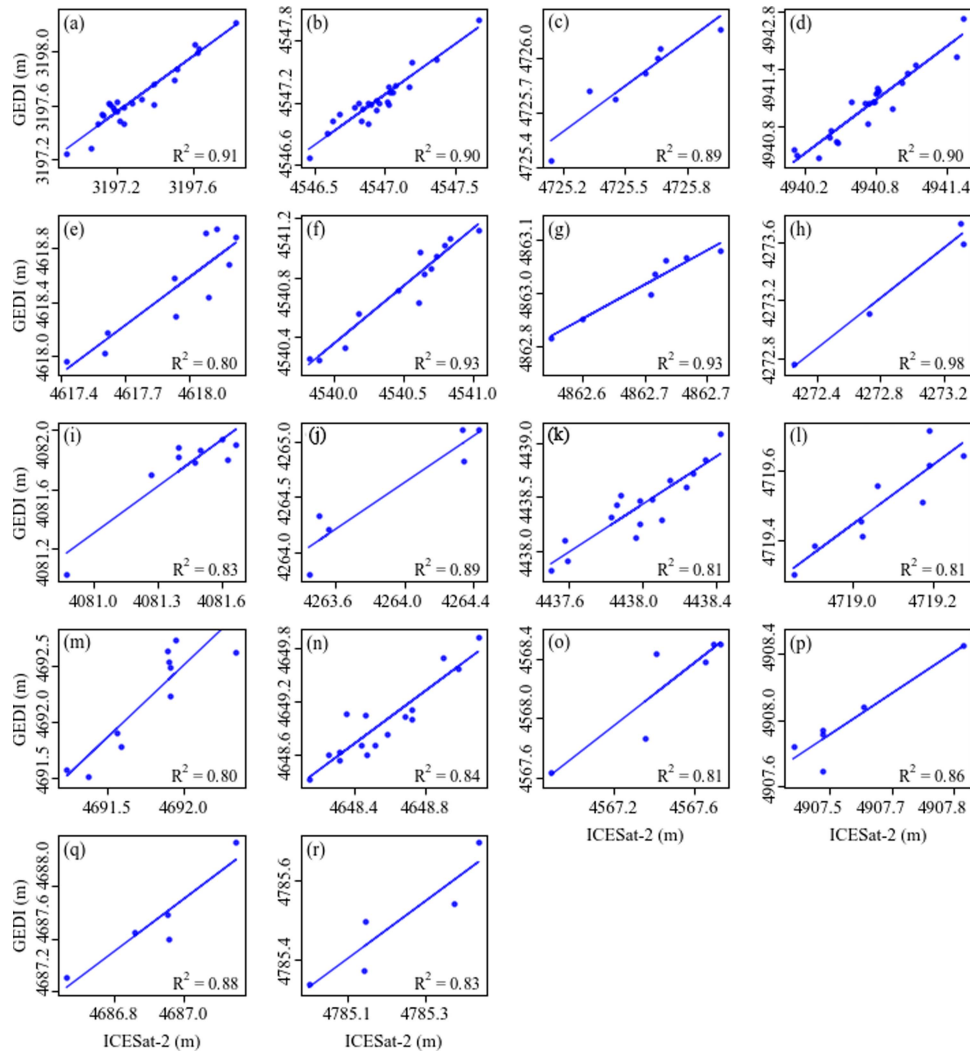 (a)
GEDI (m)
3198.0
3197.6
3197.2
R² = 0.91
3197.2 3197.6
(b)
4547.8
4547.2
4546.6
R² = 0.90
4546.5 4547.0 4547.5
(c)
4726.0
4725.7
4725.4
R² = 0.89
4725.2 4725.5 4725.8
(d)
4942.8
4941.4
4940.8
R² = 0.90
4940.2 4940.8 4941.4
(e)
GEDI (m)
4618.8
4618.4
4618.0
R² = 0.80
4617.4 4617.7 4618.0
(f)
4541.2
4540.8
4540.4
R² = 0.93
4540.0 4540.5 4541.0
(g)
4863.1
4863.0
4862.8
R² = 0.93
4862.6 4862.7 4862.7
(h)
4273.6
4273.2
4272.8
R² = 0.98
4272.4 4272.8 4273.2
(i)
GEDI (m)
4082.0
4081.6
4081.2
R² = 0.83
4081.0 4081.3 4081.6
(j)
4265.0
4264.5
4264.0
R² = 0.89
4263.6 4264.0 4264.4
(k)
4439.0
4438.5
4438.0
R² = 0.81
4437.6 4438.0 4438.4
(l)
4719.6
4719.4
R² = 0.81
4719.0 4719.2
(m)
GEDI (m)
4692.5
4692.0
4691.5
R² = 0.80
4691.5 4692.0
(n)
4649.8
4649.2
4648.6
R² = 0.84
4648.4 4648.8
(o)
4568.4
4568.0
4567.6
R² = 0.81
4567.2 4567.6
ICESat-2 (m)
(p)
4908.4
4908.0
4907.6
R² = 0.86
4907.5 4907.7 4907.8
ICESat-2 (m)
(q)
GEDI (m)
4688.0
4687.6
4687.2
R² = 0.88
4686.8 4687.0
ICESat-2 (m)
(r)
4785.6
4785.4
R² = 0.83
4785.1 4785.3
ICESat-2 (m)